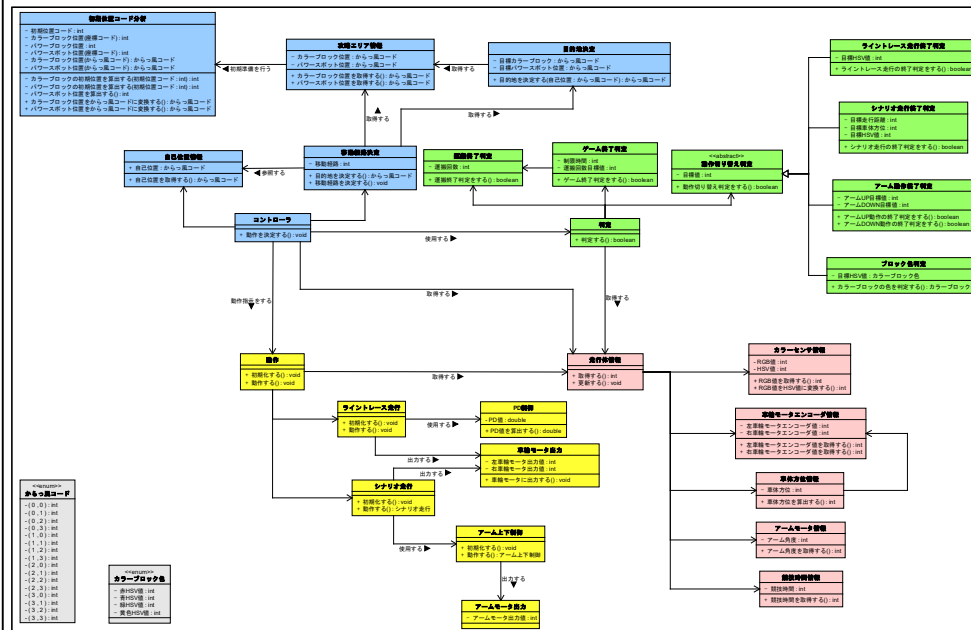 初期位置コード分析
- 初期位置コード : int
- カラーブロック位置(座標コード) : int
- パワーブロック位置 : int
- パワースポット位置(座標コード) : int
- カラーブロック位置(からっ風コード) : からっ風コード
- パワースポット位置(からっ風コード) : からっ風コード
- カラーブロックの初期位置を算出する(初期位置コード : int) : int
- パワーブロックの初期位置を算出する(初期位置コード : int) : int
- パワースポット位置を算出する() : int
+ カラーブロック位置をからっ風コードに変換する() : からっ風コード
+ パワースポット位置をからっ風コードに変換する() : からっ風コード
◀ 初期準備を行う
攻略エリア情報
- カラーブロック位置 : からっ風コード
- パワースポット位置 : からっ風コード
+ カラーブロック位置を取得する() : からっ風コード
+ パワースポット位置を取得する() : からっ風コード
◀ 取得する
目的地決定
- 目標カラーブロック : からっ風コード
- 目標パワースポット位置 : からっ風コード
+ 目的地を決定する(自己位置 : からっ風コード) : からっ風コード
▲
取得する
取得する
自己位置情報
+ 自己位置 : からっ風コード
+ 自己位置を取得する() : からっ風コード
◀ 参照する
移動経路決定
- 移動経路 : int
+ 目的地を決定する() : からっ風コード
+ 移動経路を決定する() : void
運搬終了判定
- 運搬回数 : int
+ 運搬終了判定をする() : boolean
ゲーム終了判定
- 制限時間 : int
- 運搬回数目標値 : int
+ ゲーム終了判定をする() : boolean
<<abstract>>
動作切り替え判定
- 目標値 : int
+ 動作切り替え判定をする() : boolean
ライントレース走行終了判定
- 目標HSV値 : int
+ ライントレース走行の終了判定をする() : boolean
シナリオ走行終了判定
- 目標走行距離 : int
- 目標車体方位 : int
- 目標HSV値 : int
+ シナリオ走行の終了判定をする() : boolean
アーム動作終了判定
- アームUP目標値 : int
- アームDOWN目標値 : int
+ アームUP動作の終了判定をする() : boolean
+ アームDOWN動作の終了判定をする() : boolean
ブロック色判定
- 目標HSV値 : カラーブロック色
+ カラーブロックの色を判定する() : カラーブロック
コントローラ
+ 動作を決定する() : void
使用する ▶
判定
+ 判定する() : boolean
動作指示をする
▼
取得する ▶
取得する
▼
動作
+ 初期化する() : void
+ 動作する() : void
取得する ▶
走行体情報
+ 取得する() : int
+ 更新する() : void
カラーセンサ情報
- RGB値 : int
- HSV値 : int
+ RGB値を取得する() : int
+ RGB値をHSV値に変換する() : int
ライントレース走行
+ 初期化する() : void
+ 動作する() : void
使用する ▶
PD制御
- PD値 : double
+ PD値を算出する() : double
車輪モータエンコーダ情報
- 左車輪モータエンコーダ値 : int
- 右車輪モータエンコーダ値 : int
+ 左車輪モータエンコーダ値を取得する() : int
+ 右車輪モータエンコーダ値を取得する() : int
出力する ▶
出力する ▶
車輪モータ出力
- 左車輪モータ出力値 : int
- 右車輪モータ出力値 : int
+ 車輪モータに出力する() : void
シナリオ走行
+ 初期化する() : void
+ 動作する() : シナリオ走行
車体方位情報
- 車体方位 : int
+ 車体方位を算出する() : int
使用する ▶
アーム上下制御
+ 初期化する() : void
+ 動作する() : アーム上下制御
アームモータ情報
- アーム角度 : int
+ アーム角度を取得する() : int
出力する
▼
アームモータ出力
- アームモータ出力値 : int
競技時間情報
- 競技時間 : int
+ 競技時間を取得する() : int
<<enum>>
からっ風コード
- (0, 0) : int
- (0, 1) : int
- (0, 2) : int
- (0, 3) : int
- (1, 0) : int
- (1, 1) : int
- (1, 2) : int
- (1, 3) : int
- (2, 0) : int
- (2, 1) : int
- (2, 2) : int
- (2, 3) : int
- (3, 0) : int
- (3, 1) : int
- (3, 2) : int
- (3, 3) : int
<<enum>>
カラーブロック色
- 赤HSV値 : int
- 青HSV値 : int
- 緑HSV値 : int
- 黄色HSV値 : int